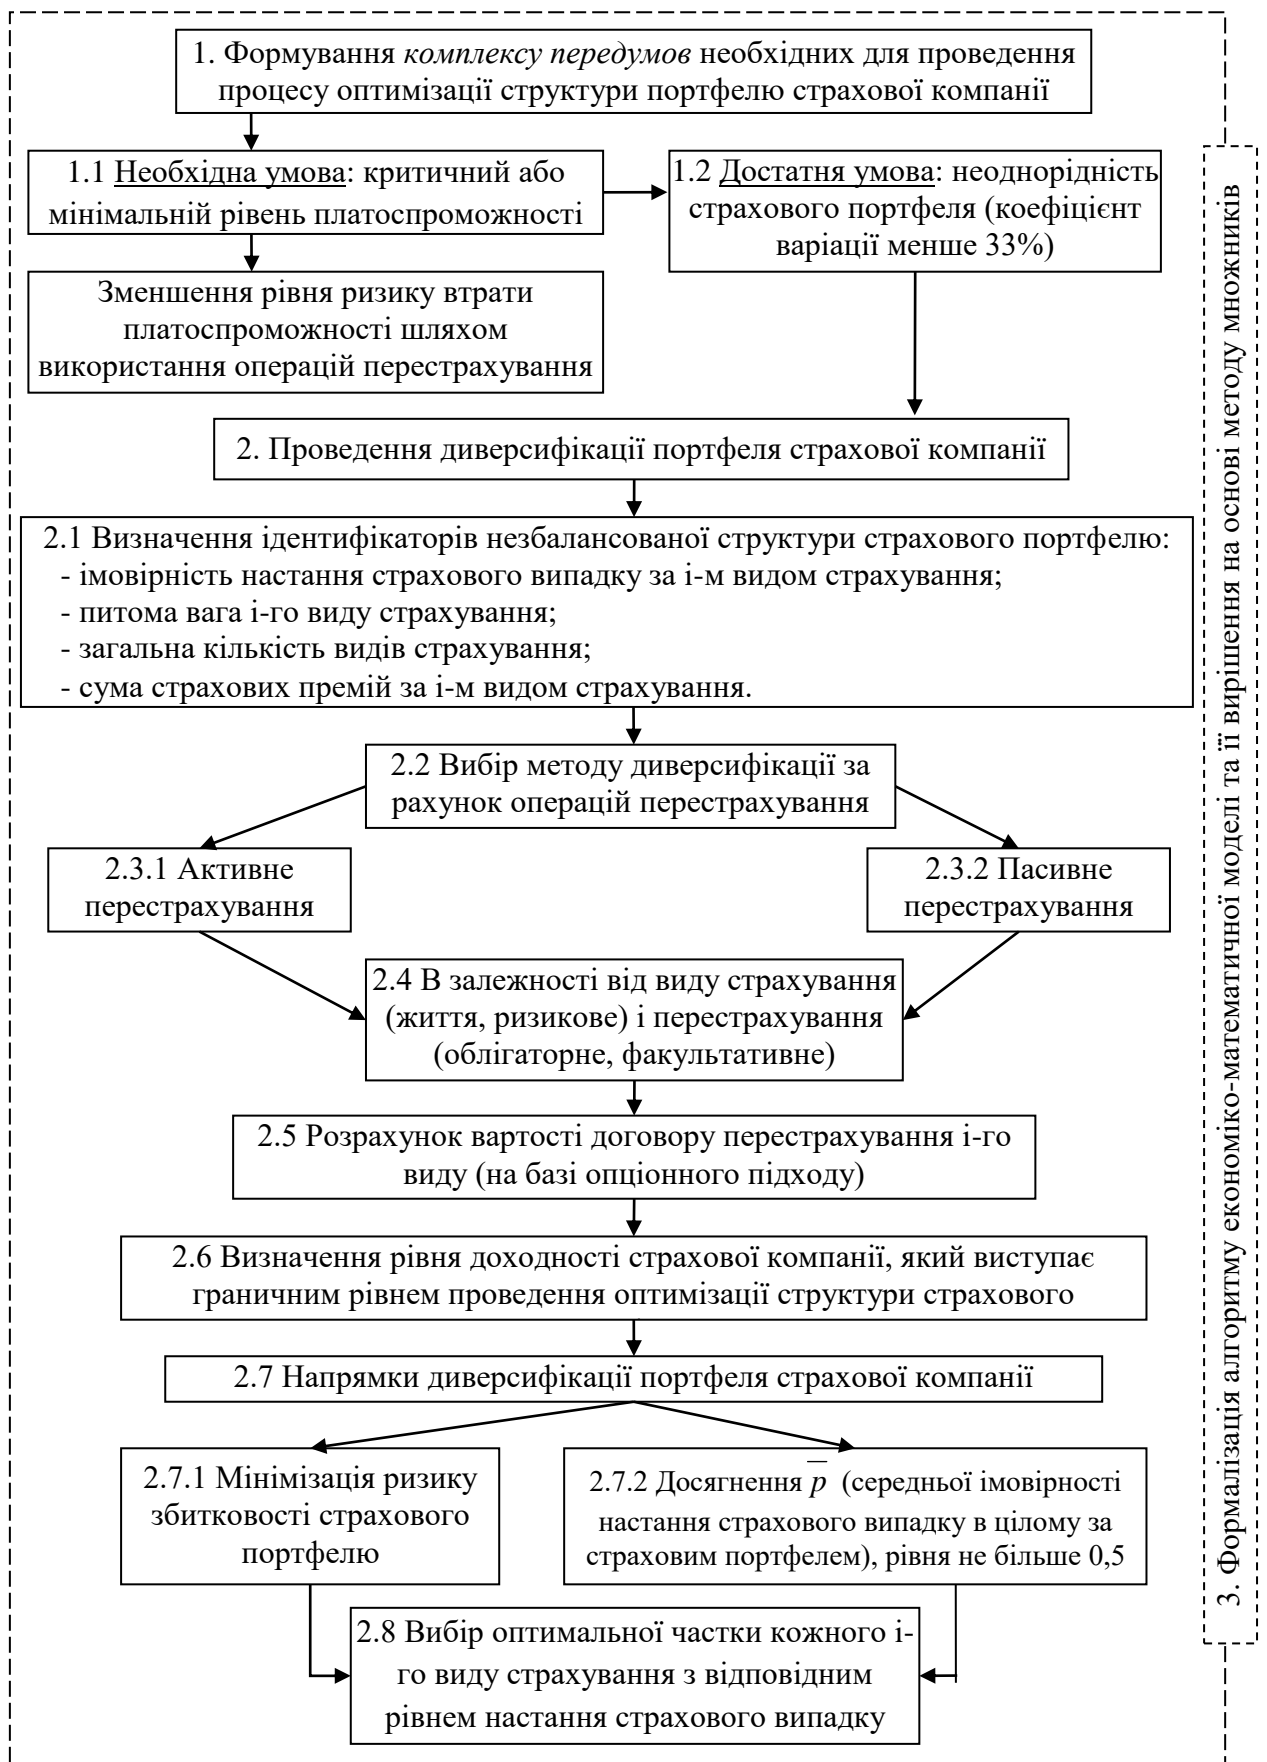 1. Формування комплексу передумов необхідних для проведення
процесу оптимізації структури портфелю страхової компанії
1.1 Необхідна умова: критичний або
мінімальній рівень платоспроможності
1.2 Достатня умова: неоднорідність
страхового портфеля (коефіцієнт
варіації менше 33%)
Зменшення рівня ризику втрати
платоспроможності шляхом
використання операцій перестрахування
2. Проведення диверсифікації портфеля страхової компанії
2.1 Визначення ідентифікаторів незбалансованої структури страхового портфелю:
- імовірність настання страхового випадку за і-м видом страхування;
- питома вага і-го виду страхування;
- загальна кількість видів страхування;
- сума страхових премій за і-м видом страхування.
2.2 Вибір методу диверсифікації за
рахунок операцій перестрахування
2.3.1 Активне
перестрахування
2.3.2 Пасивне
перестрахування
2.4 В залежності від виду страхування
(життя, ризикове) і перестрахування
(облігаторне, факультативне)
2.5 Розрахунок вартості договору перестрахування і-го
виду (на базі опціонного підходу)
2.6 Визначення рівня доходності страхової компанії, який виступає
граничним рівнем проведення оптимізації структури страхового
2.7 Напрямки диверсифікації портфеля страхової компанії
2.7.1 Мінімізація ризику
збитковості страхового
портфелю
2.7.2 Досягнення p̅ (середньої імовірності
настання страхового випадку в цілому за
страховим портфелем), рівня не більше 0,5
2.8 Вибір оптимальної частки кожного і-
го виду страхування з відповідним
рівнем настання страхового випадку
3. Формалізація алгоритму економіко-математичної моделі та її вирішення на основі методу множників